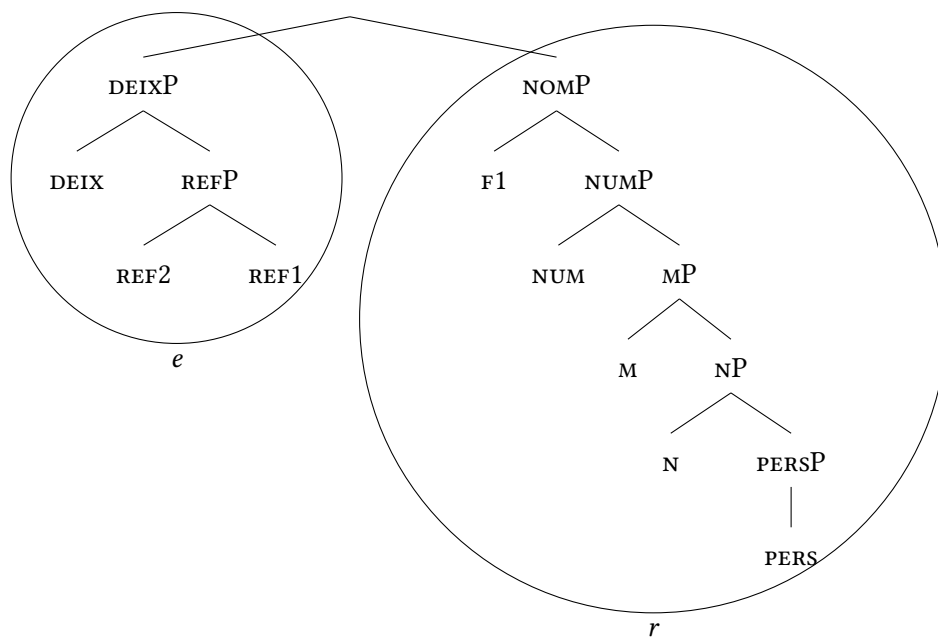 DEIXP NOMP
DEIX REFP F1 NUMP
REF2 REF1 NUM MP
e
M NP
N PERSP
PERS
r